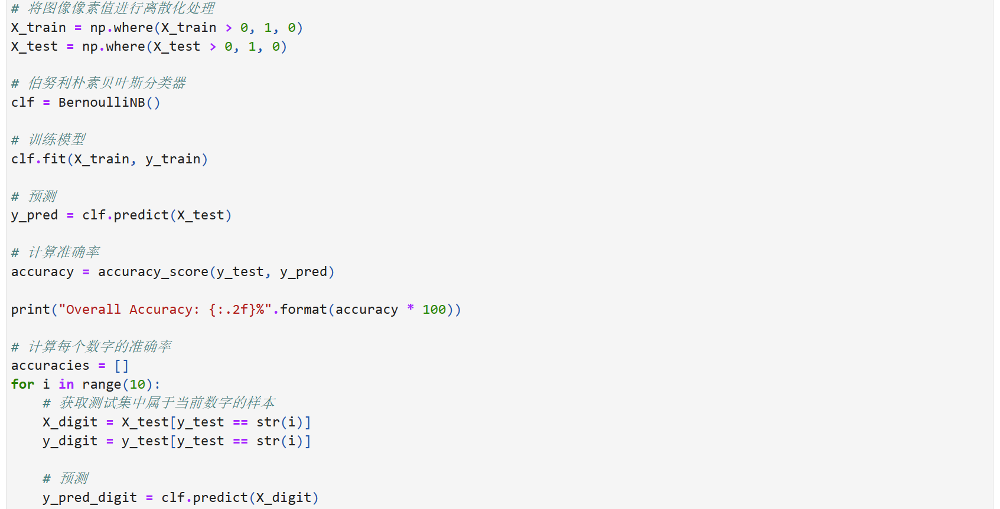 # 将图像像素值进行离散化处理
X_train = np.where(X_train > 0, 1, 0)
X_test = np.where(X_test > 0, 1, 0)
# 伯努利朴素贝叶斯分类器
clf = BernoulliNB()
# 训练模型
clf.fit(X_train, y_train)
# 预测
y_pred = clf.predict(X_test)
# 计算准确率
accuracy = accuracy_score(y_test, y_pred)
print("Overall Accuracy: {:.2f}%".format(accuracy * 100))
# 计算每个数字的准确率
accuracies = []
for i in range(10):
    # 获取测试集中属于当前数字的样本
    X_digit = X_test[y_test == str(i)]
    y_digit = y_test[y_test == str(i)]
    # 预测
    y_pred_digit = clf.predict(X_digit)